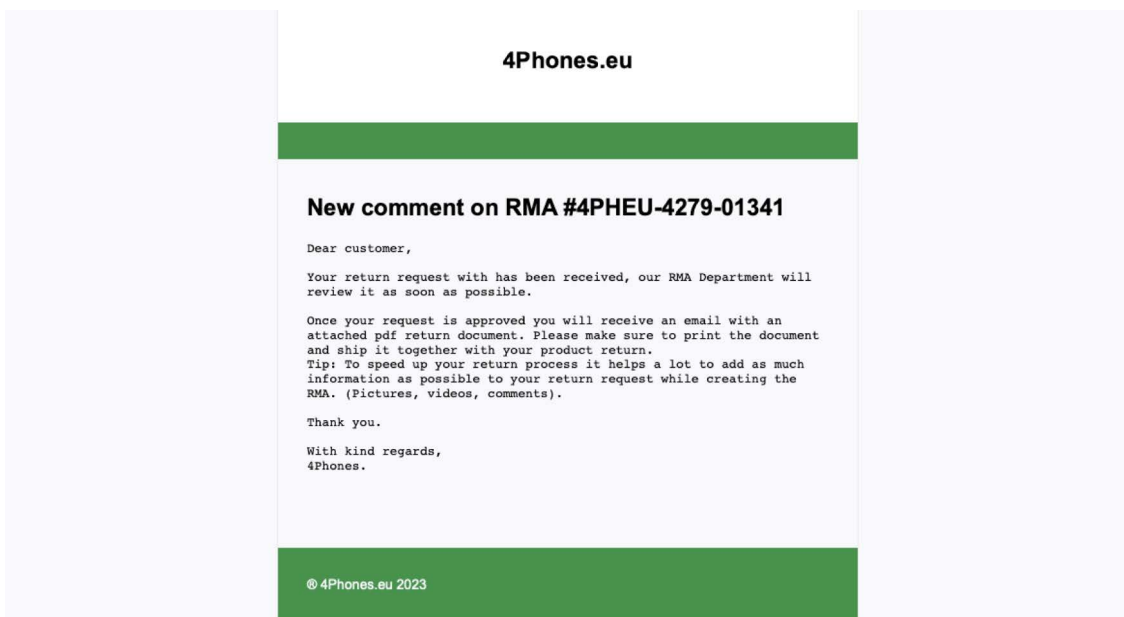 4Phones.eu
New comment on RMA #4PHEU-4279-01341
Dear customer,
Your return request with has been received, our RMA Department will
review it as soon as possible.
Once your request is approved you will receive an email with an
attached pdf return document. Please make sure to print the document
and ship it together with your product return.
Tip: To speed up your return process it helps a lot to add as much
information as possible to your return request while creating the
RMA. (Pictures, videos, comments).
Thank you.
With kind regards,
4Phones.
® 4Phones.eu 2023